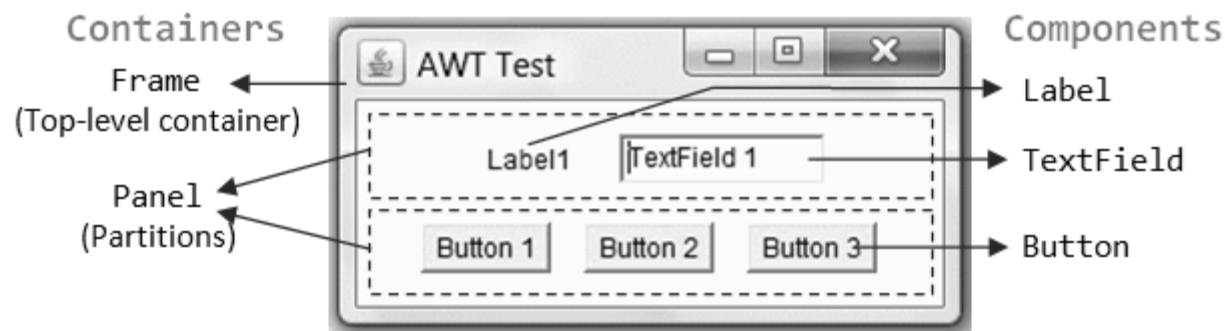 Containers
Components
AWT Test
Frame
(Top-level container)
Label
Label1
TextField 1
TextField
Panel
(Partitions)
Button 1
Button 2
Button 3
Button